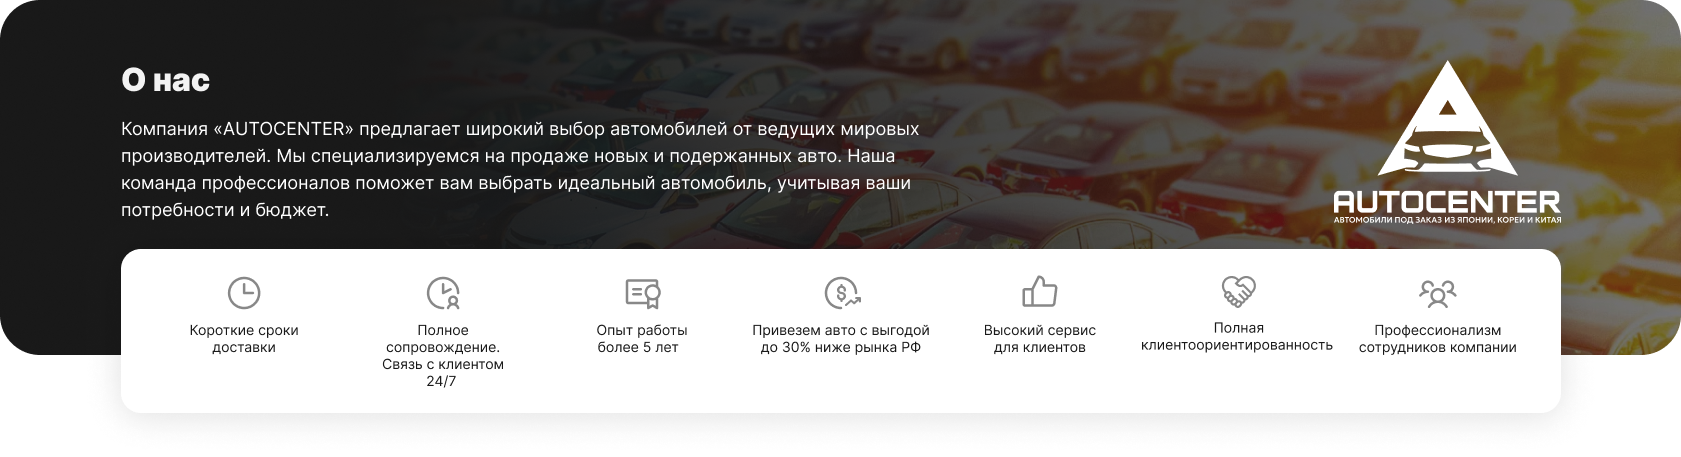 О нас
Компания «AUTOCENTER» предлагает широкий выбор автомобилей от ведущих мировых
производителей. Мы специализируемся на продаже новых и подержанных авто. Наша
команда профессионалов поможет вам выбрать идеальный автомобиль, учитывая ваши
потребности и бюджет.
AUTOCENTER
АВТОМОБИЛИ ПОД ЗАКАЗ ИЗ ЯПОНИИ, КОРЕИ И КИТАЯ
Короткие сроки
доставки
Полное
сопровождение.
Связь с клиентом
24/7
Опыт работы
более 5 лет
Привезем авто с выгодой
до 30% ниже рынка РФ
Высокий сервис
для клиентов
Полная
клиентоориентированность
Профессионализм
сотрудников компании